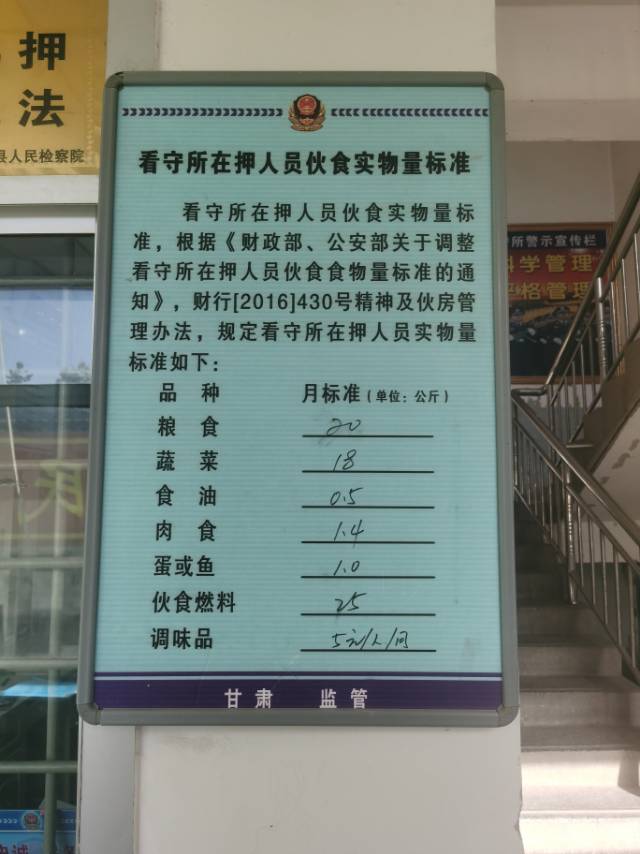 押
法
县人民检察院
看守所在押人员伙食实物量标准
看守所在押人员伙食实物量标
准，根据《财政部、公安部关于调整
看守所在押人员伙食食物量标准的通
知》，财行[2016]430号精神及伙房管
理办法，规定看守所在押人员实物量
标准如下：
品 种 月标准（单位：公斤）
粮 食 20
蔬 菜 18
食 油 0.5
肉 食 1.4
蛋或鱼 1.0
伙食燃料 25
调味品 5元/人/间
甘肃 监管
所警示宣传栏
科学管理
严格管理